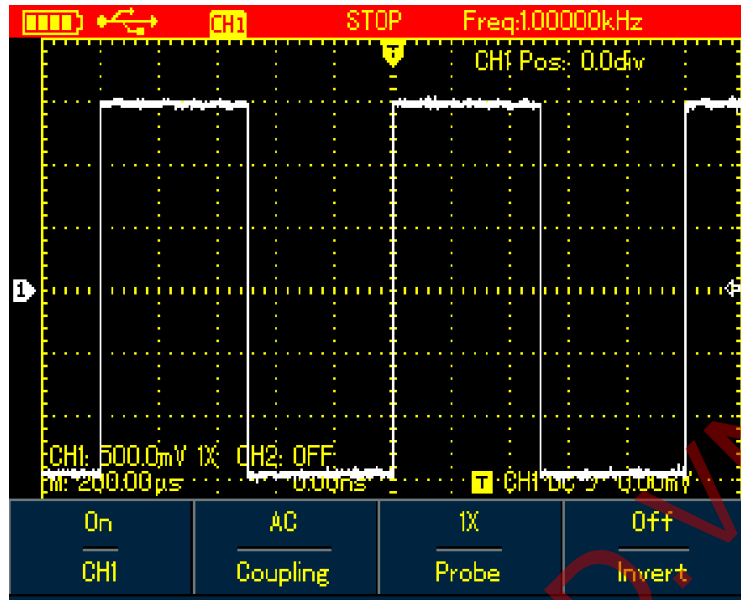 CH1 STOP Freq:1.00000kHz
T
CH1 Pos: 0.0div
1
CH1: 500.0mV 1X CH2: OFF
M: 200.00μs 0.00ns T CH1 DC 0.00mV
On AC 1X Off
CH1 Coupling Probe Invert